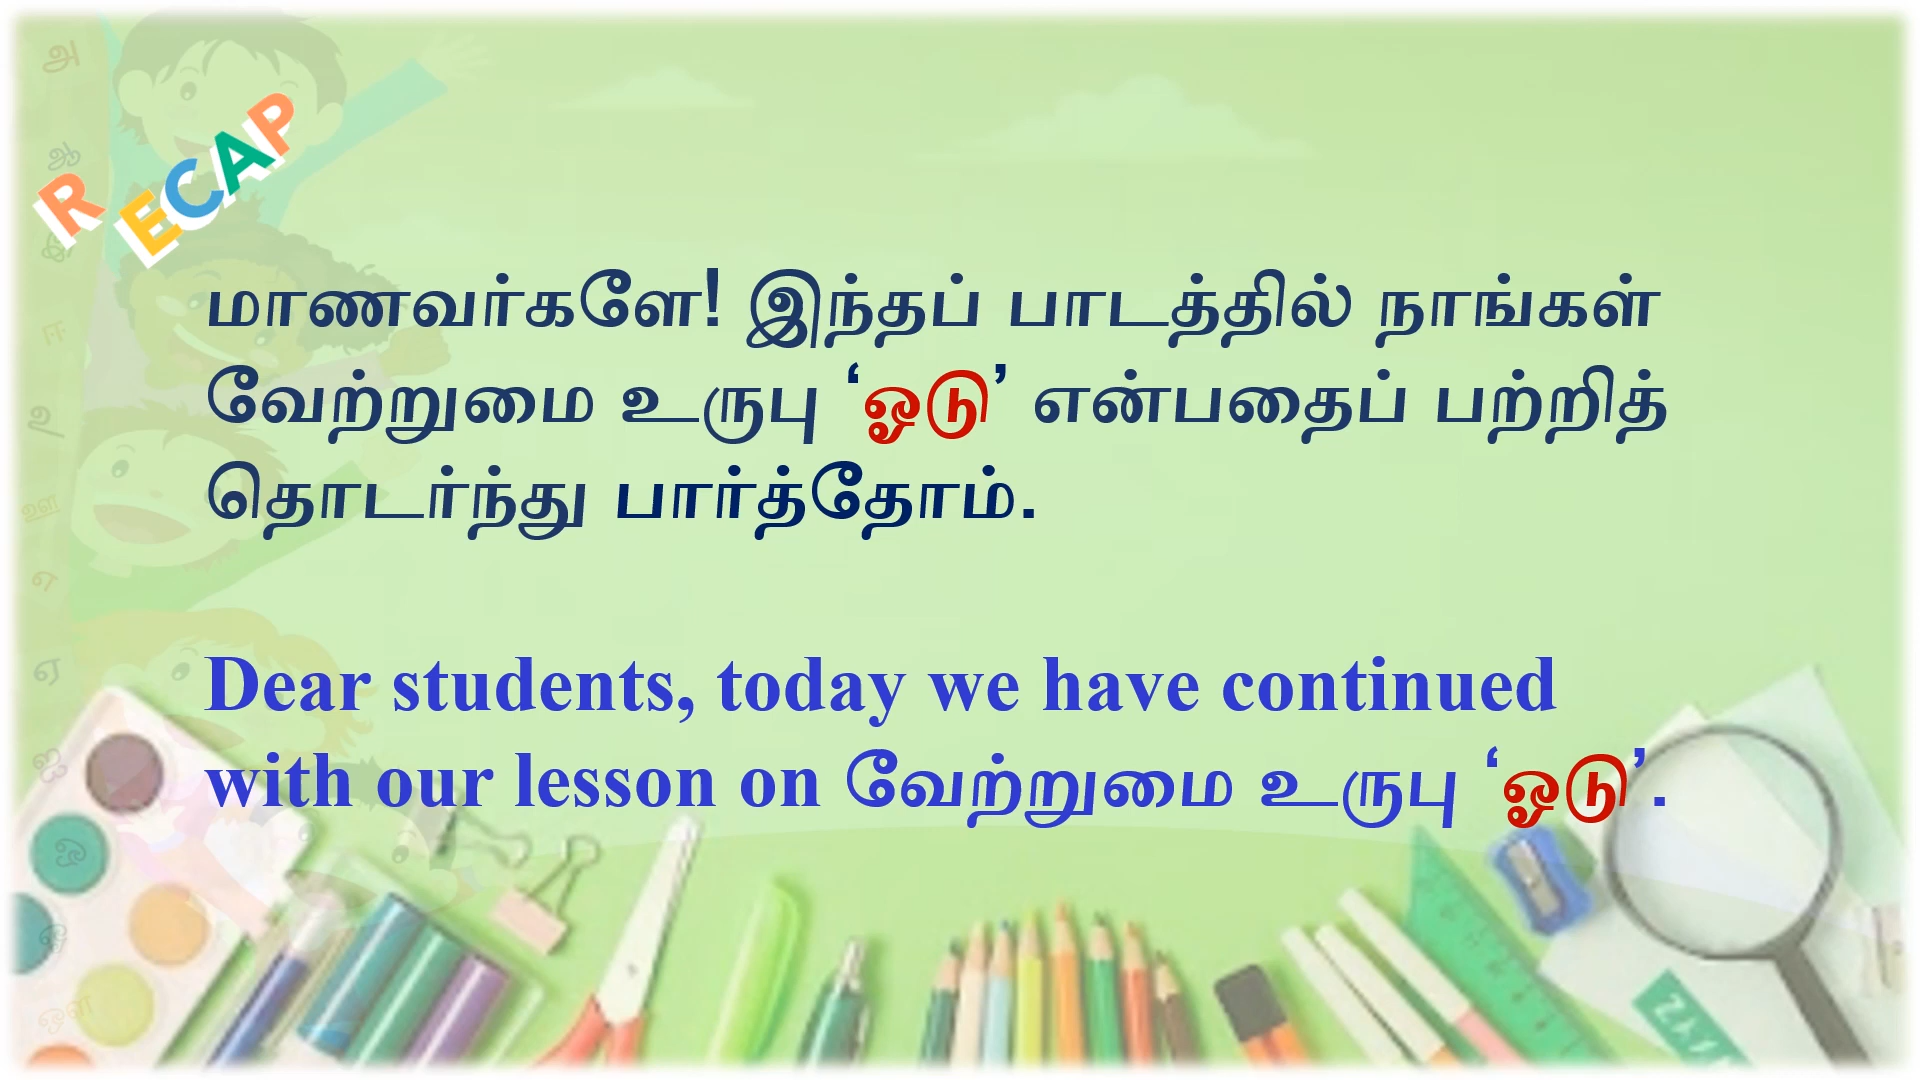 RECAP
மாணவர்களே! இந்தப் பாடத்தில் நாங்கள்
வேற்றுமை உருபு ‘ஓடு’ என்பதைப் பற்றித்
தொடர்ந்து பார்த்தோம்.
Dear students, today we have continued
with our lesson on வேற்றுமை உருபு ‘ஓடு’.
அ
ஆ
இ
ஈ
உ
ஊ
எ
ஏ
ஐ
ஒ
ஓ
ஔ